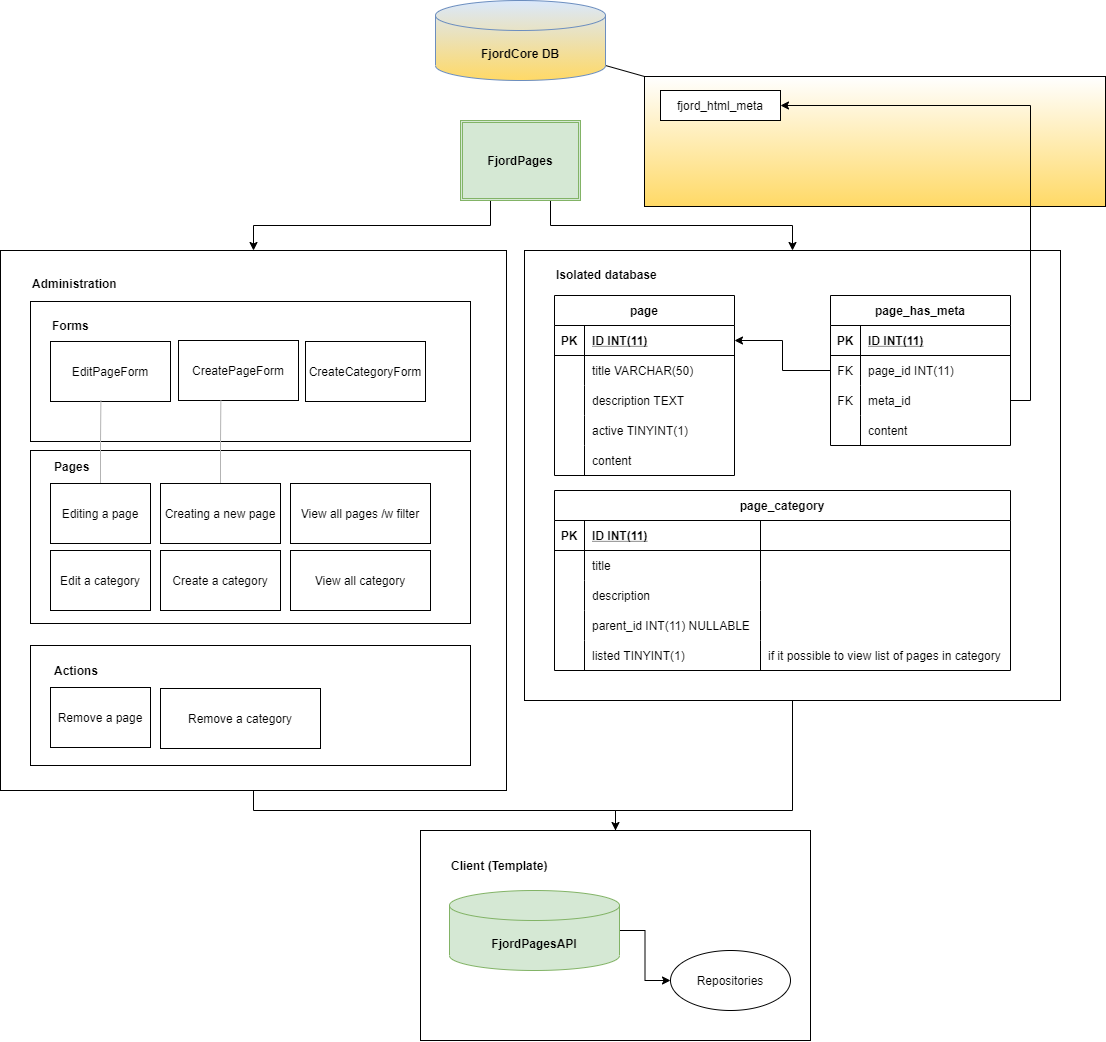 FjordCore DB
fjord_html_meta
FjordPages
Administration
Forms
EditPageForm
CreatePageForm
CreateCategoryForm
Pages
Editing a page
Creating a new page
View all pages /w filter
Edit a category
Create a category
View all category
Actions
Remove a page
Remove a category
Isolated database
page
PK ID INT(11)
title VARCHAR(50)
description TEXT
active TINYINT(1)
content
page_has_meta
PK ID INT(11)
FK page_id INT(11)
FK meta_id
content
page_category
PK ID INT(11)
title
description
parent_id INT(11) NULLABLE
listed TINYINT(1) if it possible to view list of pages in category
Client (Template)
FjordPagesAPI
Repositories